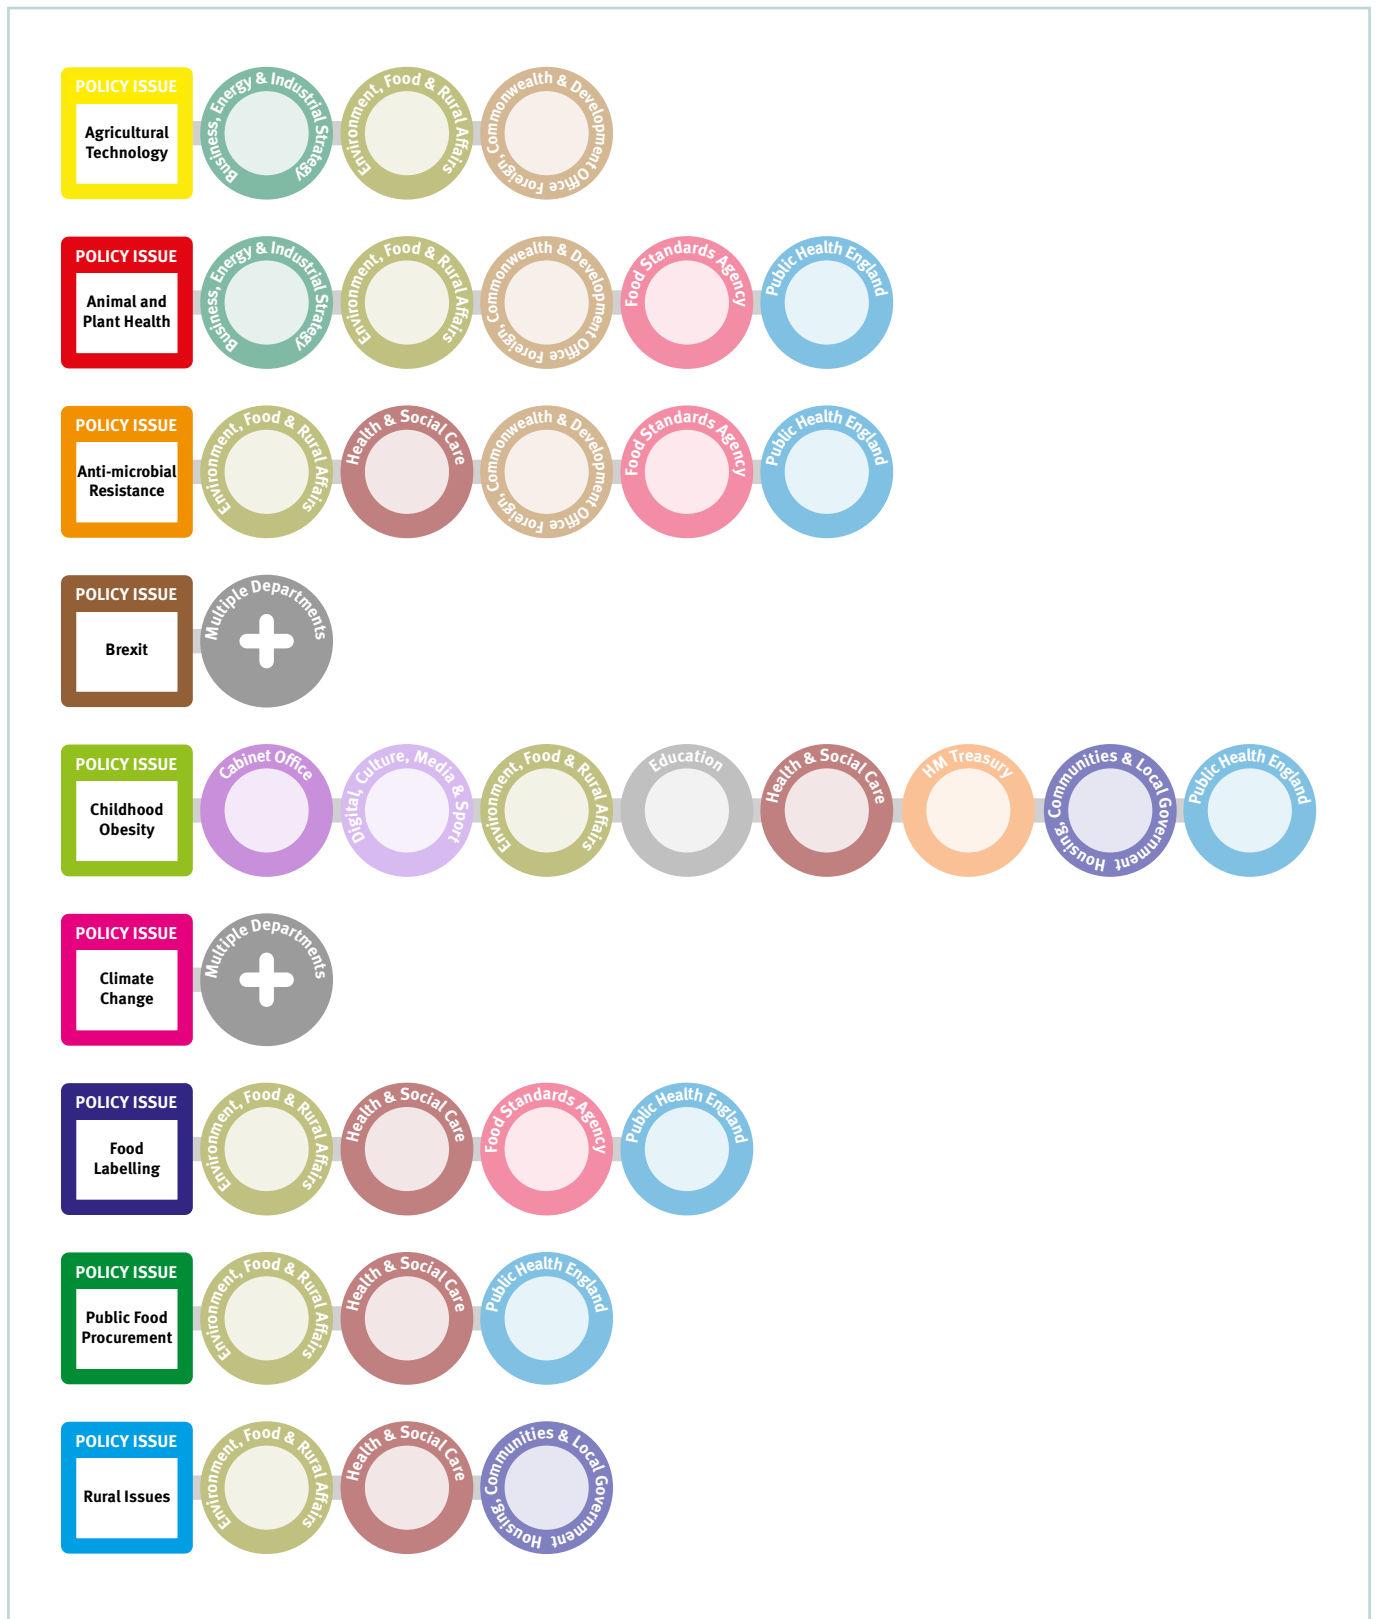 POLICY ISSUE
Agricultural
Technology
Business, Energy & Industrial Strategy
Environment, Food & Rural Affairs
Foreign, Commonwealth & Development Office
POLICY ISSUE
Animal and
Plant Health
Business, Energy & Industrial Strategy
Environment, Food & Rural Affairs
Foreign, Commonwealth & Development Office
Food Standards Agency
Public Health England
POLICY ISSUE
Anti-microbial
Resistance
Environment, Food & Rural Affairs
Health & Social Care
Foreign, Commonwealth & Development Office
Food Standards Agency
Public Health England
POLICY ISSUE
Brexit
Multiple Departments
POLICY ISSUE
Childhood
Obesity
Cabinet Office
Digital, Culture, Media & Sport
Environment, Food & Rural Affairs
Education
Health & Social Care
HM Treasury
Housing, Communities & Local Government
Public Health England
POLICY ISSUE
Climate
Change
Multiple Departments
POLICY ISSUE
Food
Labelling
Environment, Food & Rural Affairs
Health & Social Care
Food Standards Agency
Public Health England
POLICY ISSUE
Public Food
Procurement
Environment, Food & Rural Affairs
Health & Social Care
Public Health England
POLICY ISSUE
Rural Issues
Environment, Food & Rural Affairs
Health & Social Care
Housing, Communities & Local Government